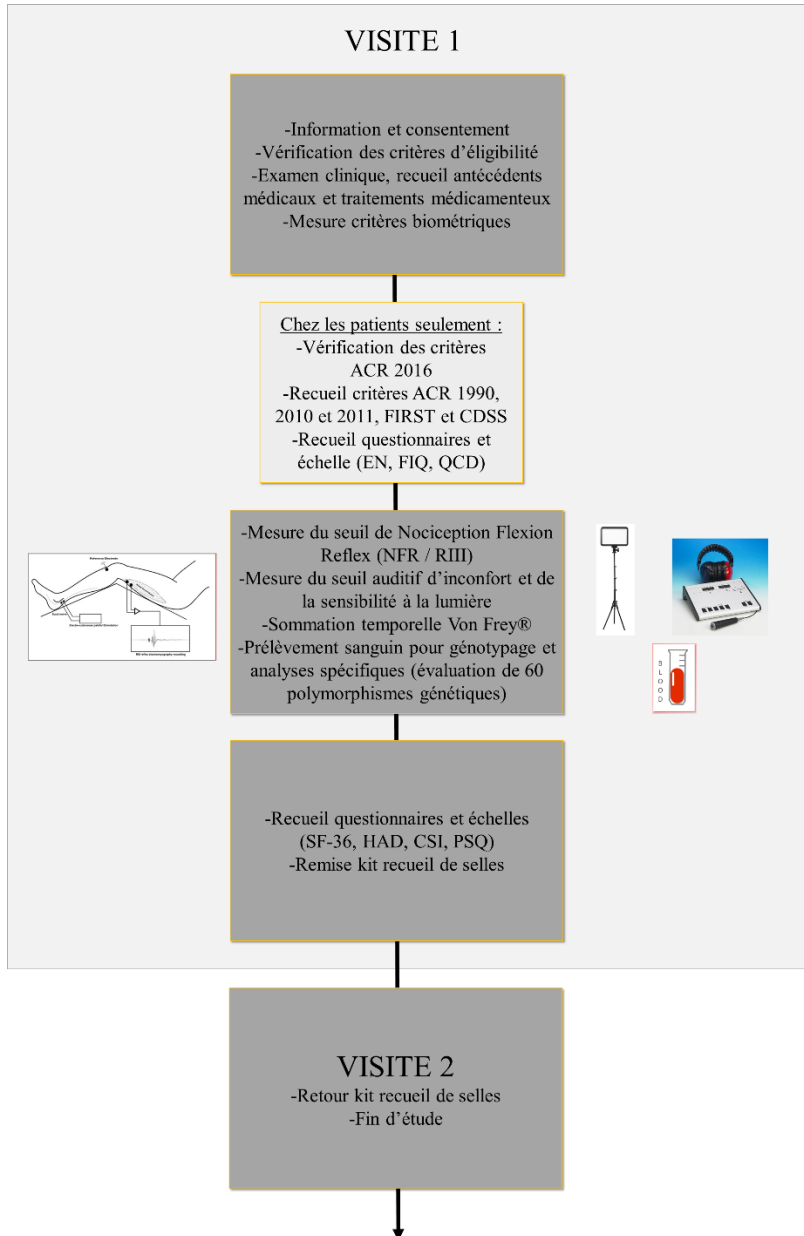 VISITE 1
-Information et consentement
-Vérification des critères d'éligibilité
-Examen clinique, recueil antécédents
médicaux et traitements médicamenteux
-Mesure critères biométriques
Chez les patients seulement :
-Vérification des critères
ACR 2016
-Recueil critères ACR 1990,
2010 et 2011, FIRST et CDSS
-Recueil questionnaires et
échelle (EN, FIQ, QCD)
-Mesure du seuil de Nociception Flexion
Reflex (NFR / RIII)
-Mesure du seuil auditif d'inconfort et de
la sensibilité à la lumière
-Sommation temporelle Von Frey®
-Prélèvement sanguin pour génotypage et
analyses spécifiques (évaluation de 60
polymorphismes génétiques)
BLOOD
-Recueil questionnaires et échelles
(SF-36, HAD, CSI, PSQ)
-Remise kit recueil de selles
VISITE 2
-Retour kit recueil de selles
-Fin d'étude